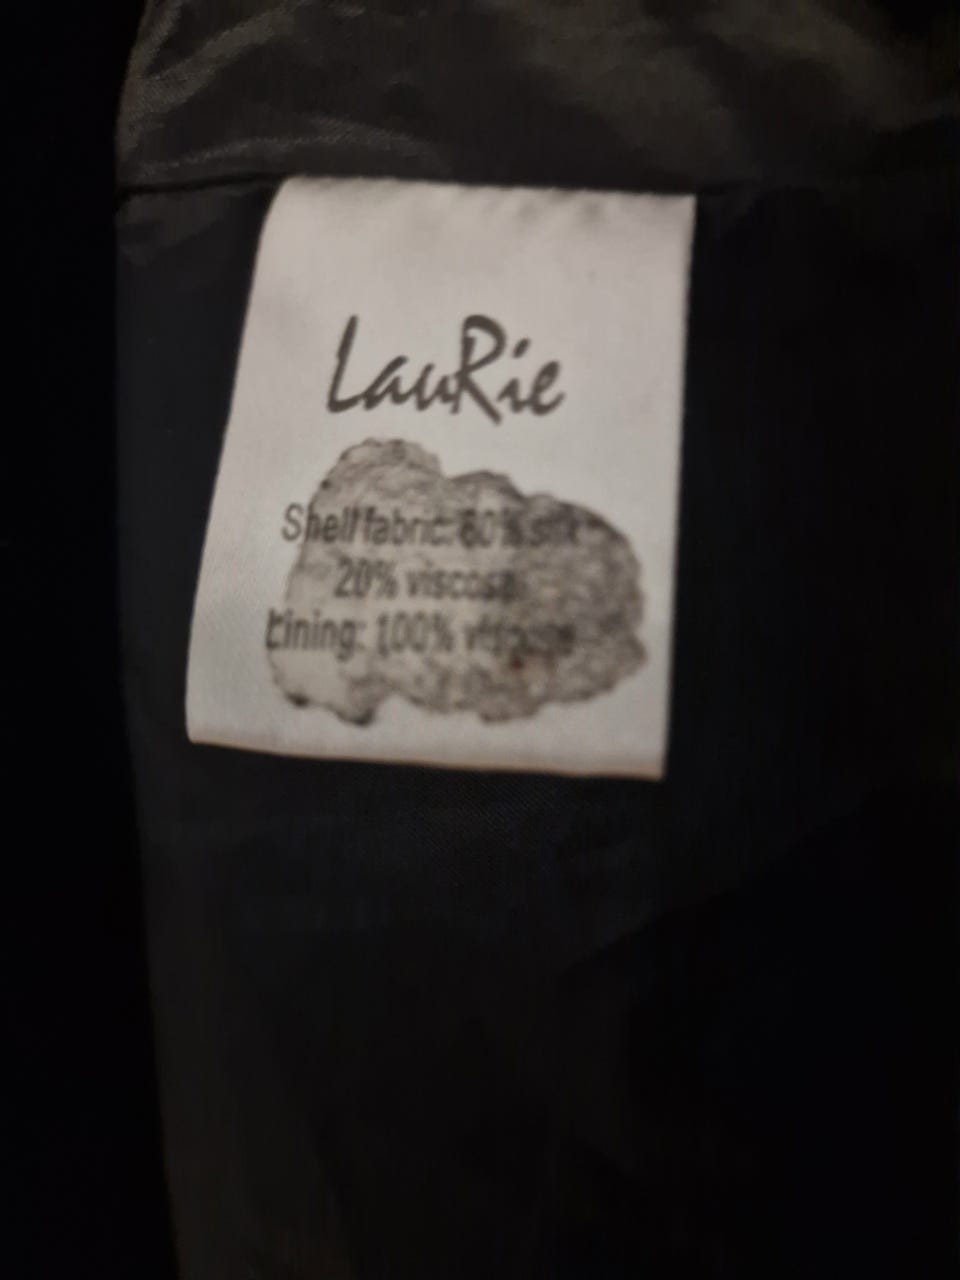 LauRie
Shell fabric: 80% silk
20% viscose
Lining: 100% viscose